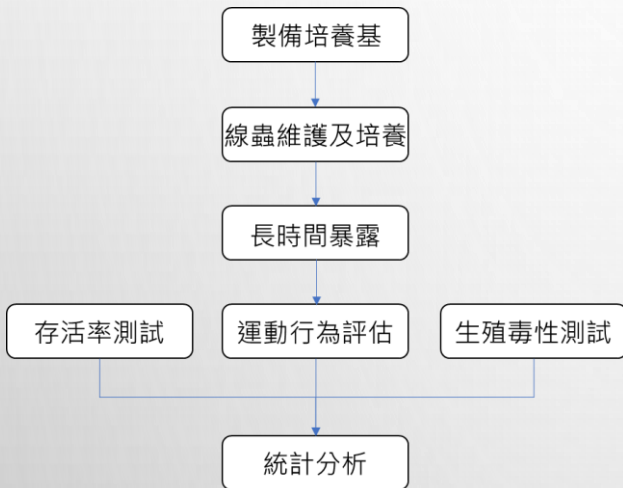 製備培養基
線蟲維護及培養
長時間暴露
存活率測試
運動行為評估
生殖毒性測試
統計分析